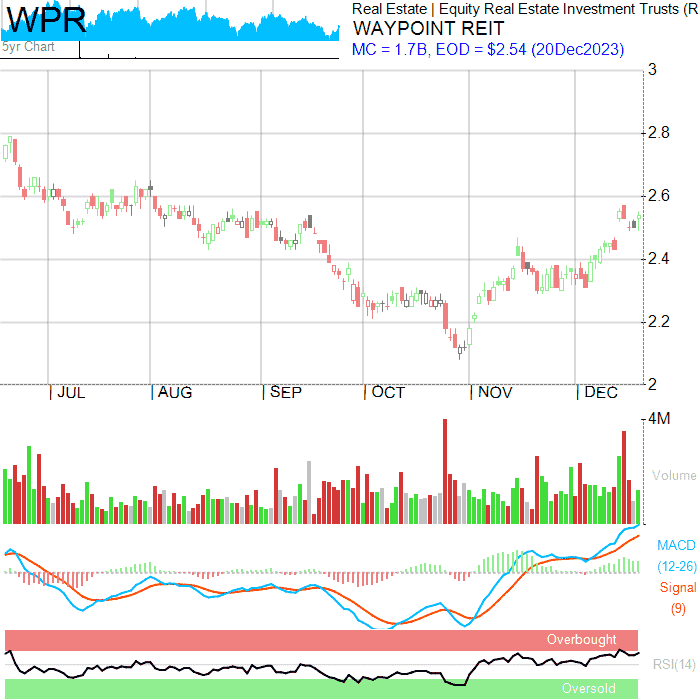 WPR
5yr Chart
Real Estate | Equity Real Estate Investment Trusts (R
WAYPOINT REIT
MC = 1.7B, EOD = $2.54 (20Dec2023)
3
2.8
2.6
2.4
2.2
2
| JUL | AUG | SEP | OCT | NOV | DEC
4M
Volume
MACD
(12-26)
Signal
(9)
Overbought
RSI(14)
Oversold